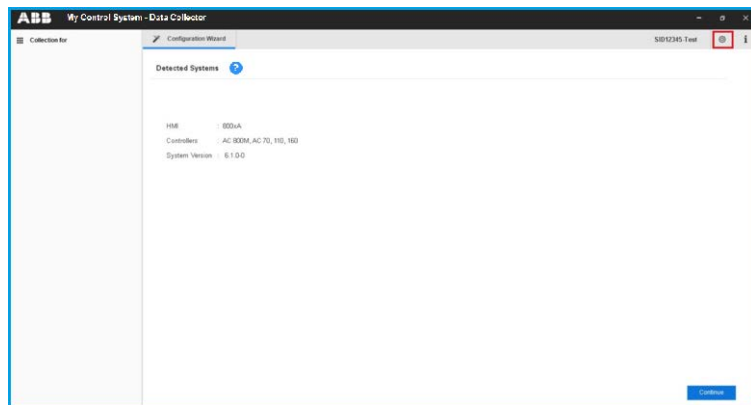 ABB My Control System - Data Collector
Collection for
Configuration Wizard
SID12345-Test
i
Detected Systems ?
HMI : 800xA
Controllers : AC 800M, AC 70, 110, 160
System Version : 6.1.0-0
Continue